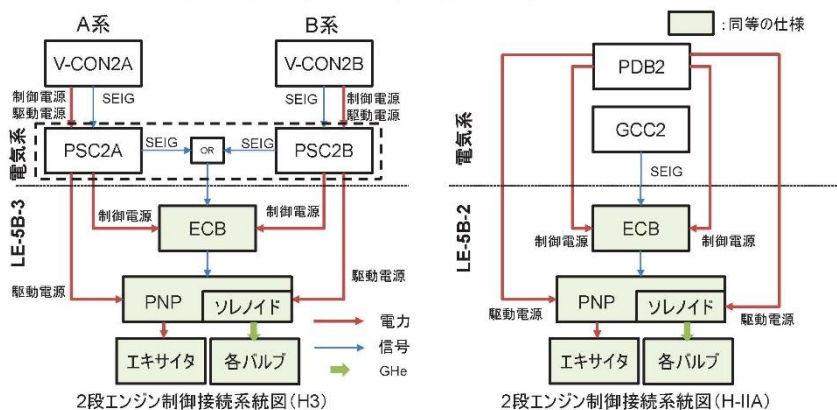 A系
B系
:同等の仕様
V-CON2A
V-CON2B
PDB2
制御電源
駆動電源
SEIG
SEIG
制御電源
駆動電源
電気系
PSC2A
SEIG
OR
SEIG
PSC2B
電気系
GCC2
SEIG
LE-5B-3
制御電源
ECB
制御電源
LE-5B-2
制御電源
ECB
制御電源
駆動電源
PNP
ソレノイド
駆動電源
駆動電源
PNP
ソレノイド
駆動電源
電力
信号
GHe
エキサイタ
各バルブ
エキサイタ
各バルブ
2段エンジン制御接続系統図(H3)
2段エンジン制御接続系統図(H-IIA)